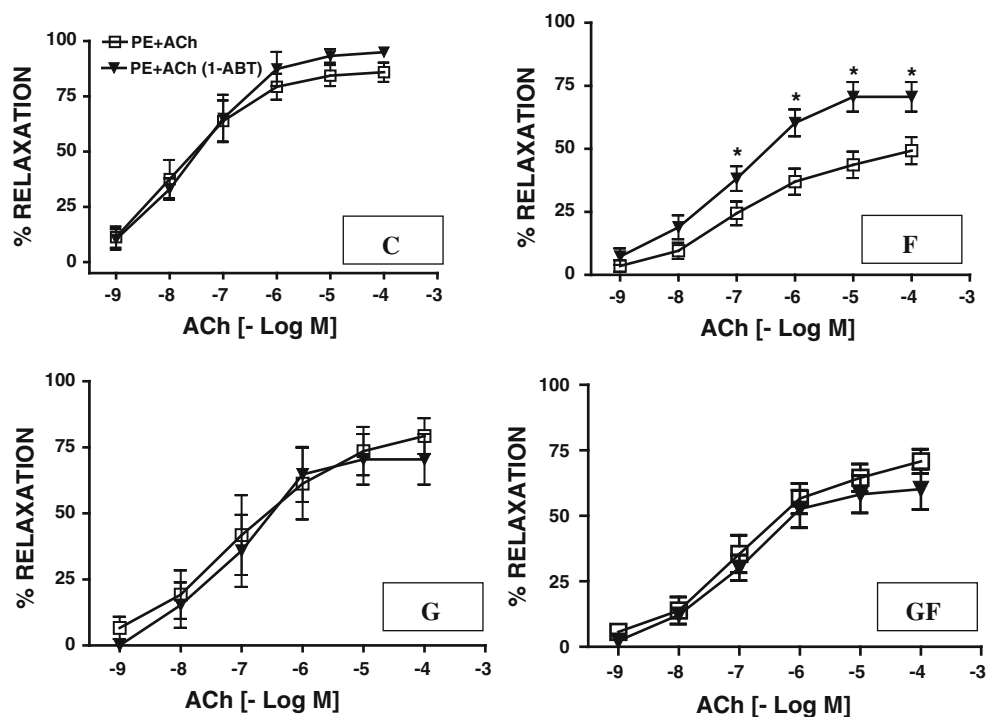 100
75
50
25
0
% RELAXATION
PE+ACh
PE+ACh (1-ABT)
C
-9 -8 -7 -6 -5 -4 -3
ACh [- Log M]
100
75
50
25
0
% RELAXATION
* * * *
F
-9 -8 -7 -6 -5 -4 -3
ACh [- Log M]
100
75
50
25
0
% RELAXATION
G
-9 -8 -7 -6 -5 -4 -3
ACh [- Log M]
100
75
50
25
0
% RELAXATION
GF
-9 -8 -7 -6 -5 -4 -3
ACh [- Log M]